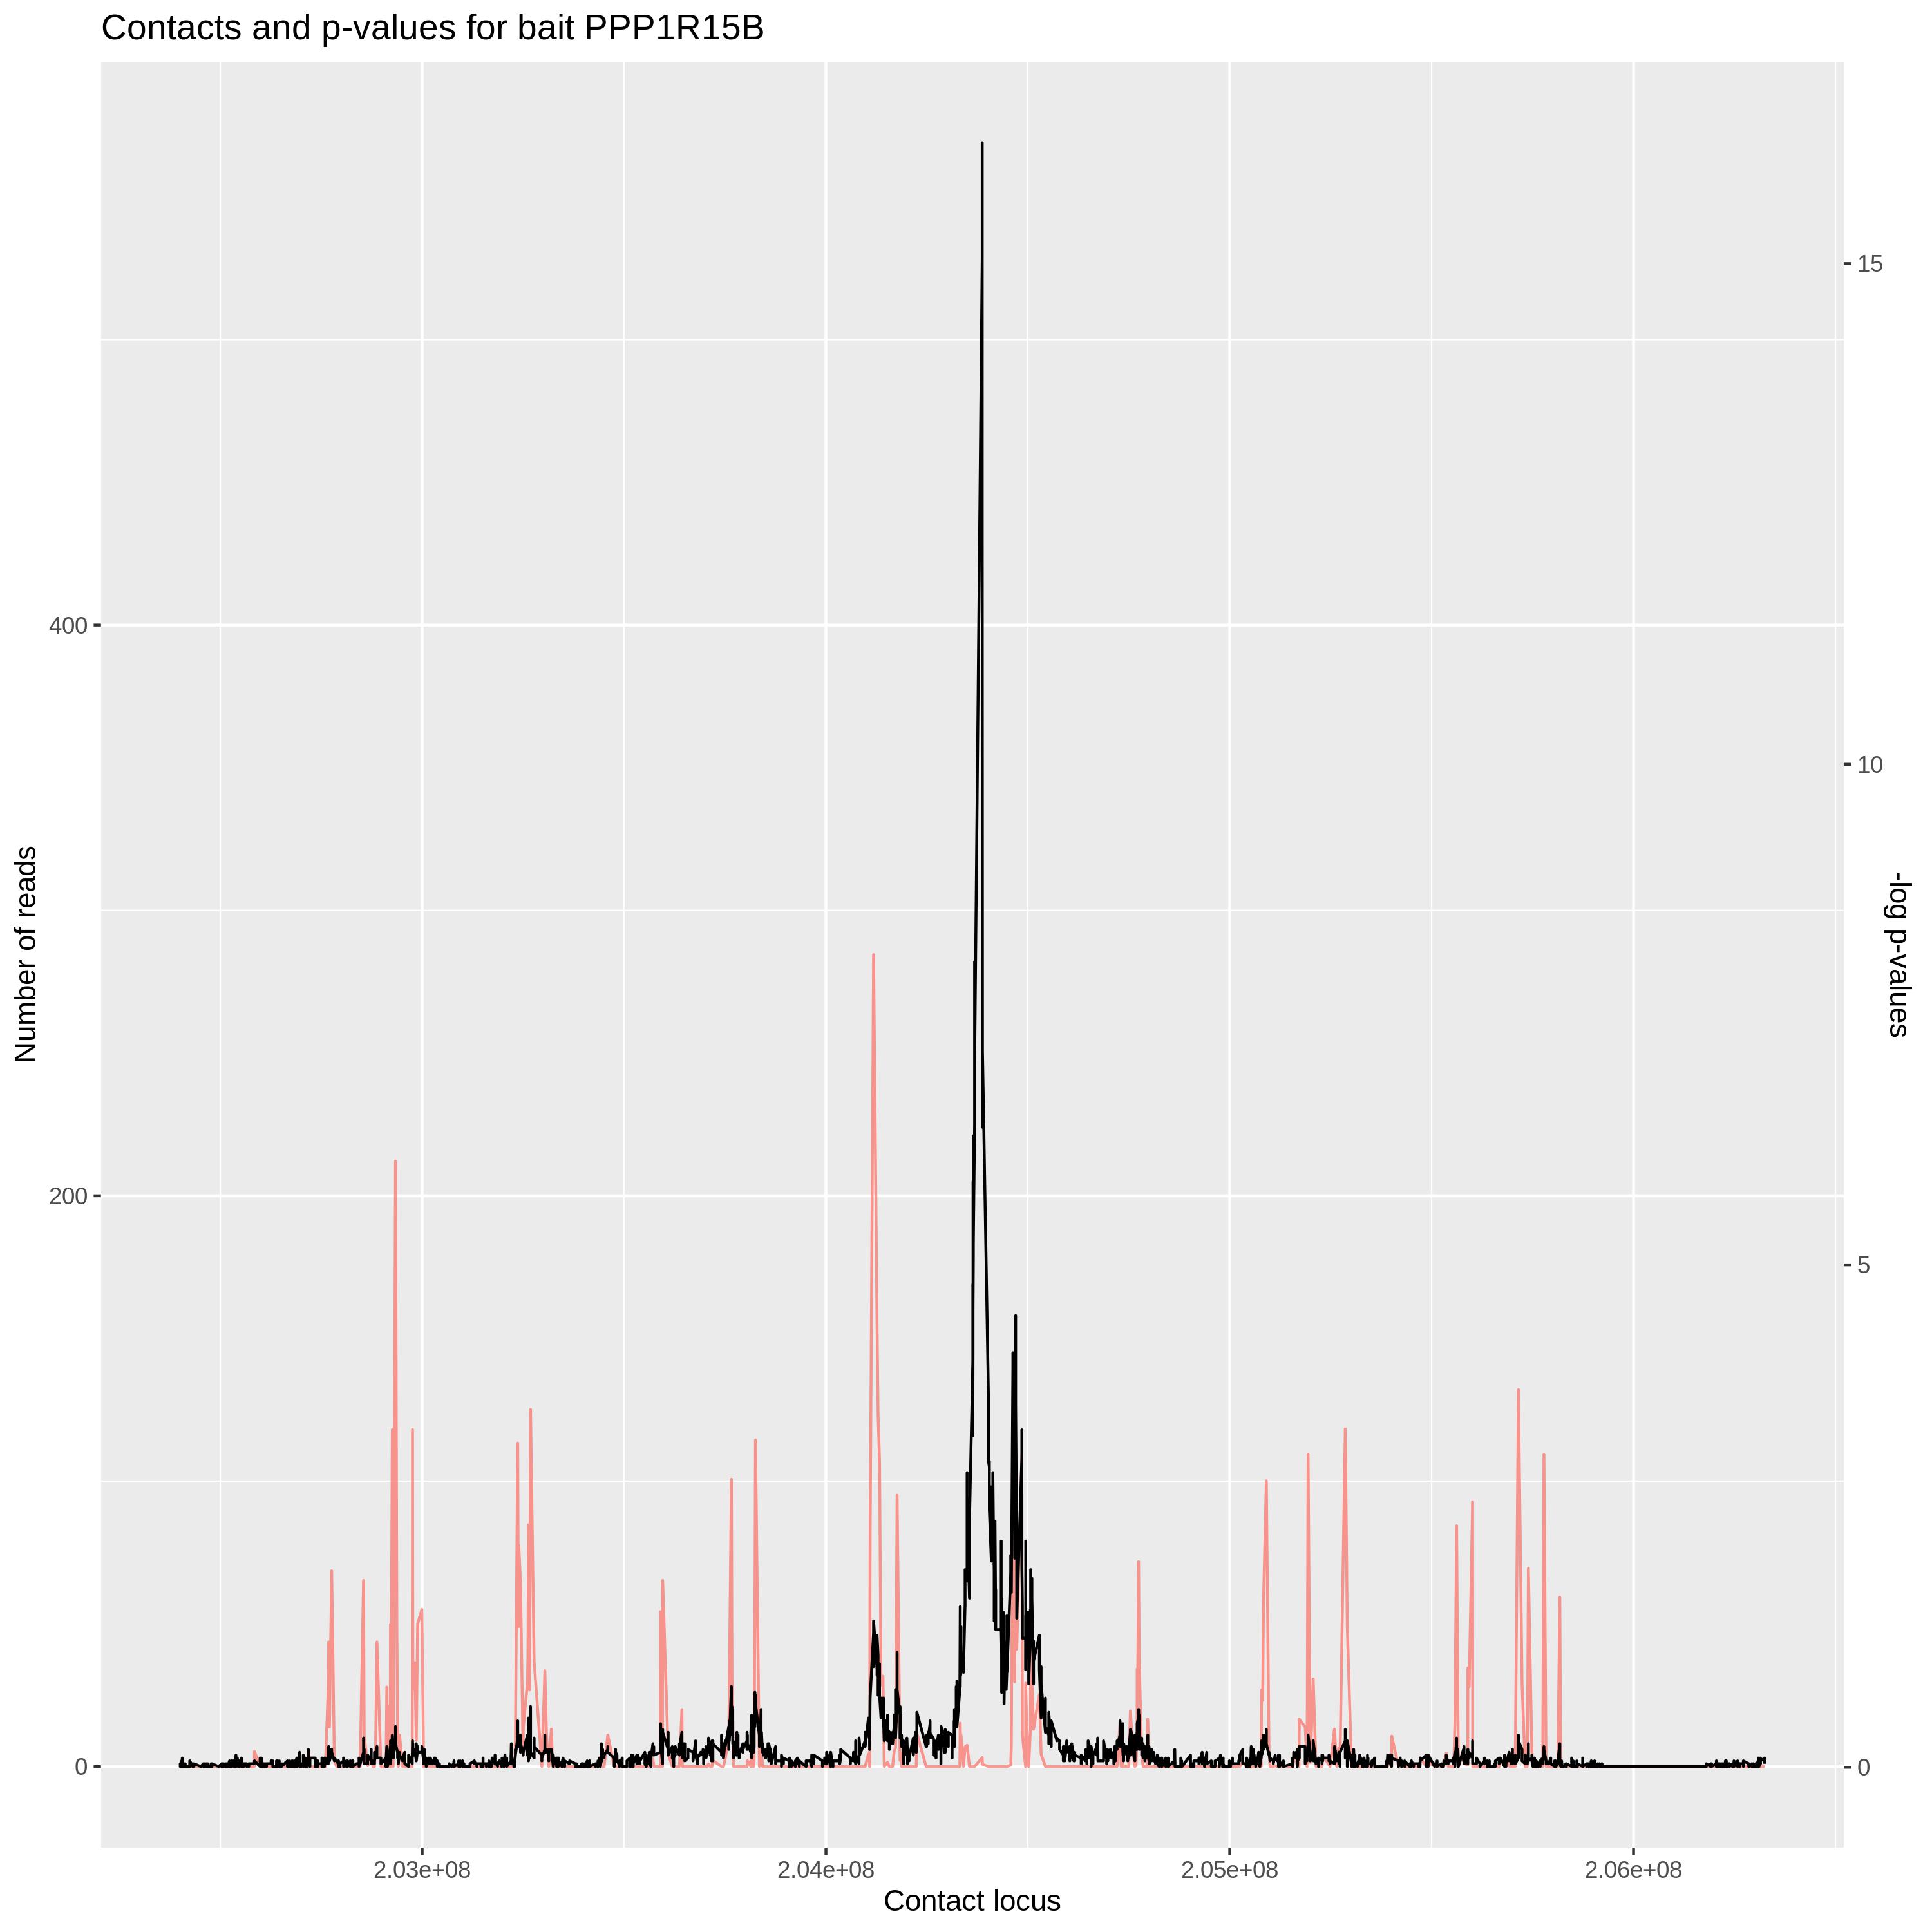 Contacts and p-values for bait PPP1R15B
15
400
10
Number of reads
-log p-values
200
5
0
0
2.03e+08 2.04e+08 2.05e+08 2.06e+08
Contact locus